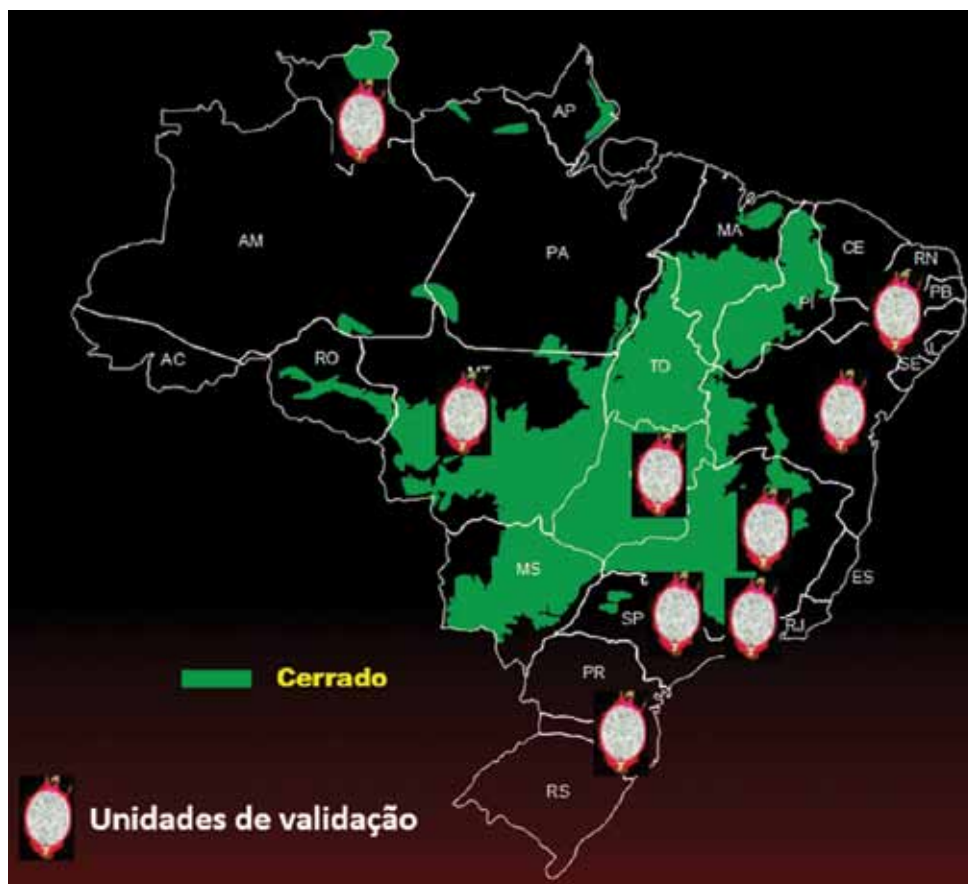 AP
AM
PA
MA
CE
RN
PB
PI
SE
AC
RO
TO
MT
MS
ES
SP
RJ
PR
RS
Cerrado
Unidades de validação